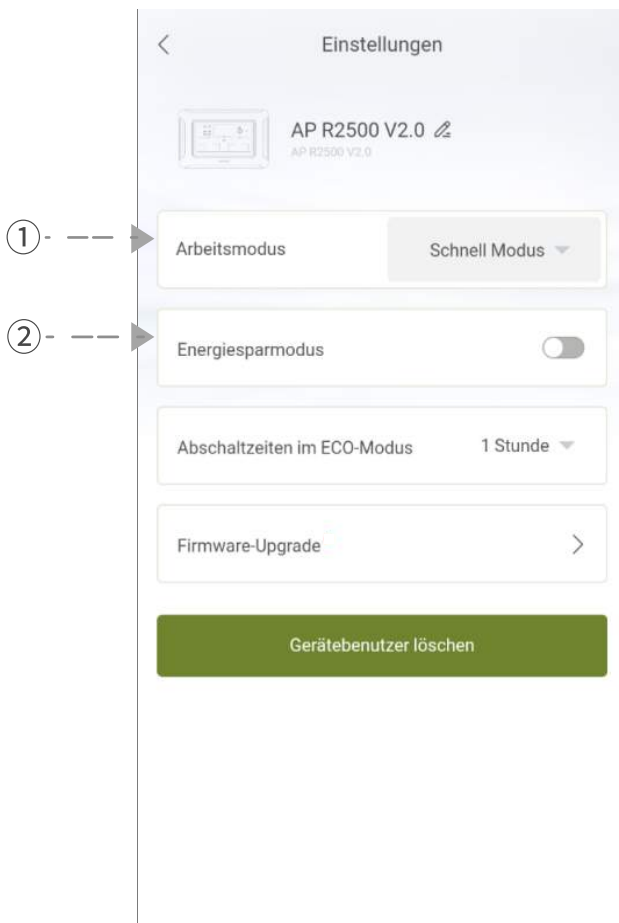 Einstellungen
AP R2500 V2.0
AP R2500 V2.0
① Arbeitsmodus Schnell Modus
② Energiesparmodus
Abschaltzeiten im ECO-Modus 1 Stunde
Firmware-Upgrade
Gerätebenutzer löschen